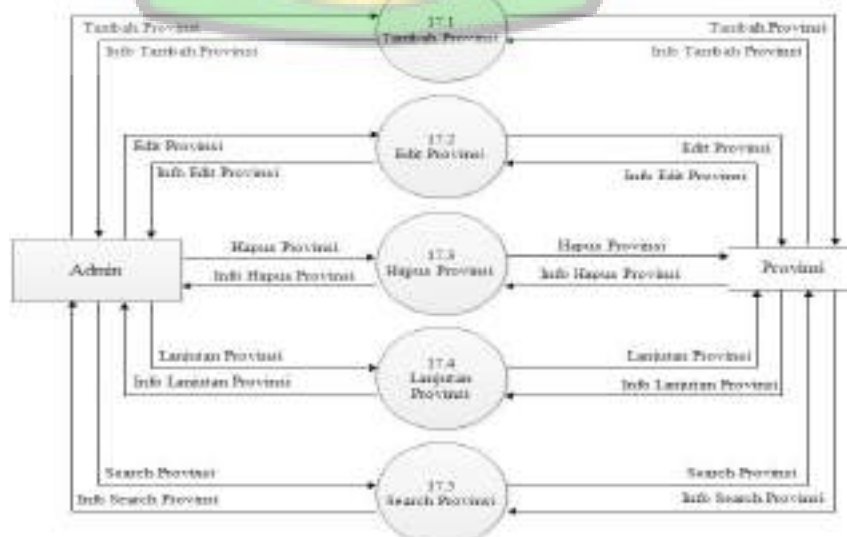 17.1
Tambah Provinsi
Tambah Provinsi
Info Tambah Provinsi
Tambah Provinsi
Info Tambah Provinsi
17.2
Edit Provinsi
Edit Provinsi
Info Edit Provinsi
Edit Provinsi
Info Edit Provinsi
Admin
Hapus Provinsi
Info Hapus Provinsi
17.3
Hapus Provinsi
Hapus Provinsi
Info Hapus Provinsi
Provinsi
Lanjutan Provinsi
Info Lanjutan Provinsi
17.4
Lanjutan
Provinsi
Lanjutan Provinsi
Info Lanjutan Provinsi
Search Provinsi
Info Search Provinsi
17.5
Search Provinsi
Search Provinsi
Info Search Provinsi